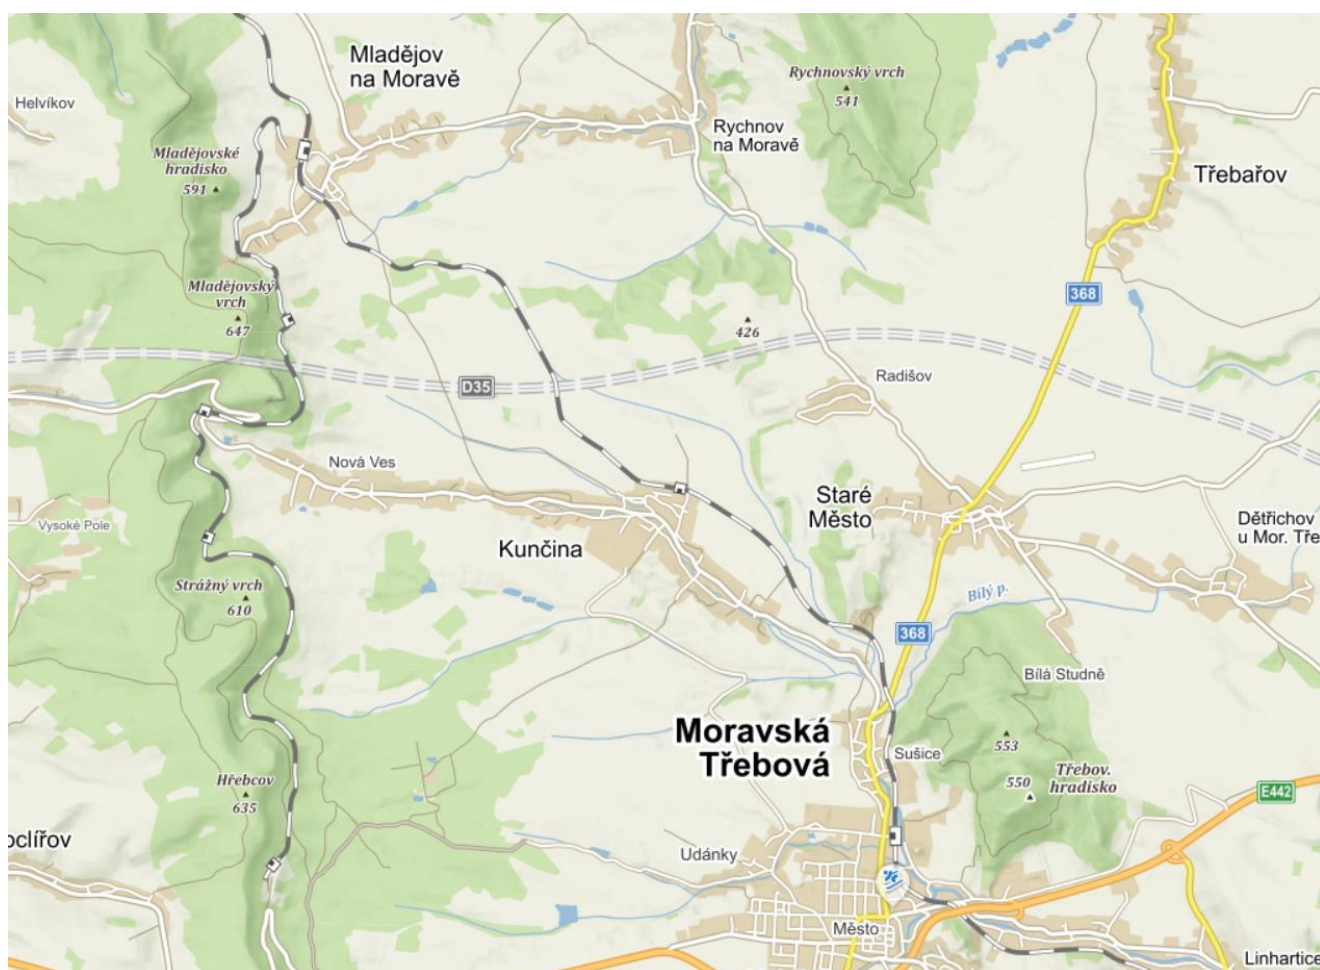 Mladějov
na Moravě
Rychnovský vrch
541
Helvíkov
Rychnov
na Moravě
Mladějovské
hradisko
591
Třebařov
Mladějovský
vrch
647
368
426
D35
Radišov
Nová Ves
Staré
Město
Vysoké Pole
Dětřichov
u Mor. Tře
Kunčina
Strážný vrch
610
Bílý p.
368
Bílá Studně
Moravská
Třebová
553
Sušice
Hřebcov
635
550
Třebov.
hradisko
E442
oclířov
Udánky
Město
Linhartice